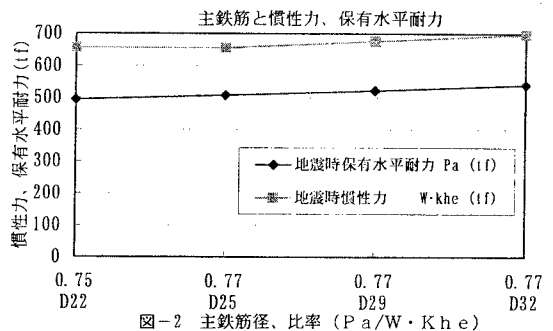 主鉄筋と慣性力、保有水平耐力
慣性力、保有水平耐力(tf)
700
600
500
400
300
200
100
0
地震時保有水平耐力 Pa (tf)
地震時慣性力 W·khe (tf)
0.75 0.77 0.77 0.77
D22 D25 D29 D32
図-2 主鉄筋径、比率 (Pa/W・Khe)